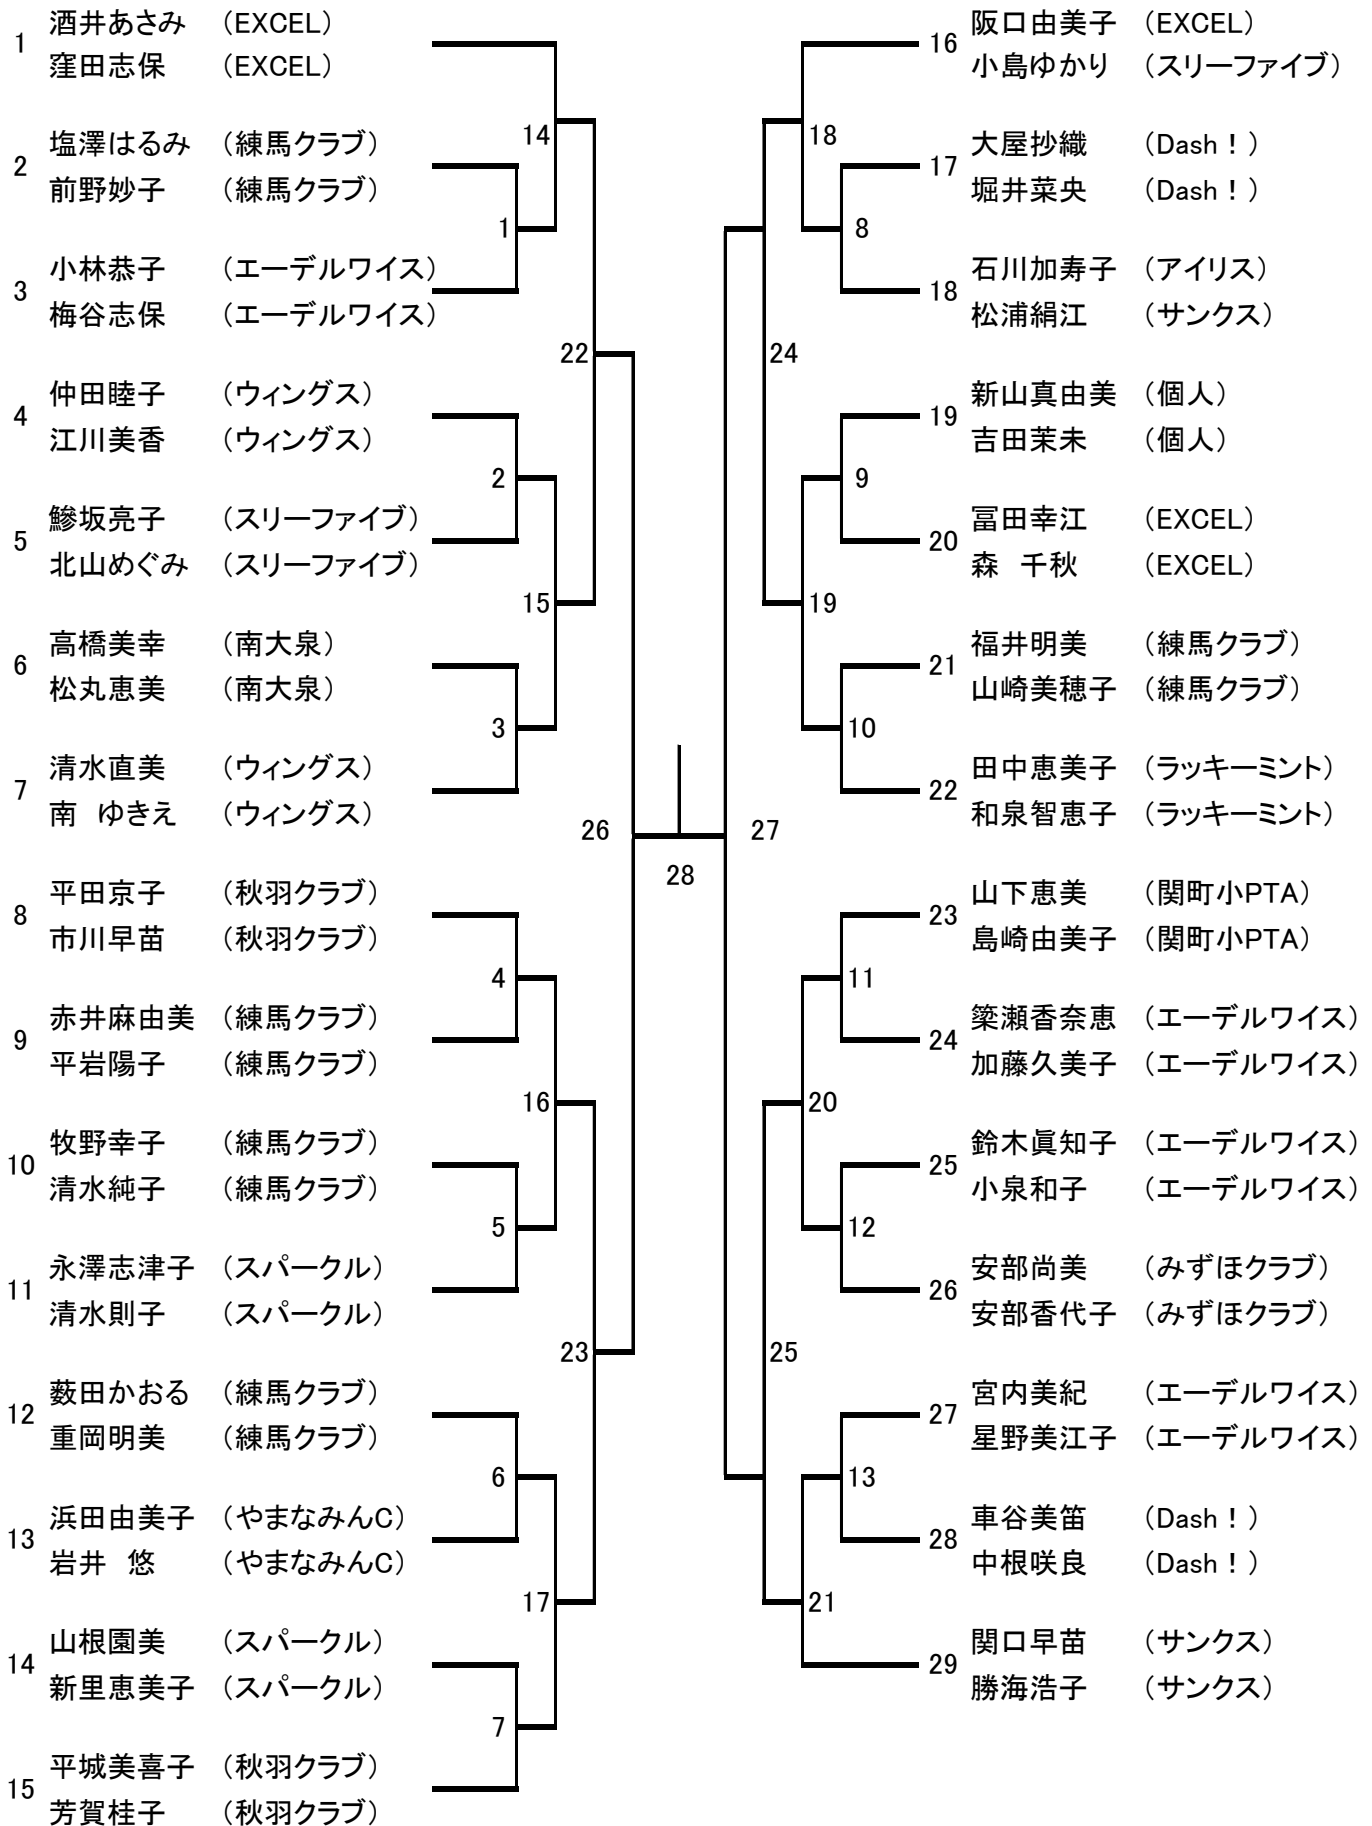 1 酒井あさみ （EXCEL）
窪田志保 （EXCEL）
2 塩澤はるみ （練馬クラブ）
前野妙子 （練馬クラブ）
3 小林恭子 （エーデルワイス）
梅谷志保 （エーデルワイス）
4 仲田睦子 （ウィングス）
江川美香 （ウィングス）
5 鯵坂亮子 （スリーファイブ）
北山めぐみ （スリーファイブ）
6 高橋美幸 （南大泉）
松丸恵美 （南大泉）
7 清水直美 （ウィングス）
南　ゆきえ （ウィングス）
8 平田京子 （秋羽クラブ）
市川早苗 （秋羽クラブ）
9 赤井麻由美 （練馬クラブ）
平岩陽子 （練馬クラブ）
10 牧野幸子 （練馬クラブ）
清水純子 （練馬クラブ）
11 永澤志津子 （スパークル）
清水則子 （スパークル）
12 薮田かおる （練馬クラブ）
重岡明美 （練馬クラブ）
13 浜田由美子 （やまなみんC）
岩井　悠 （やまなみんC）
14 山根園美 （スパークル）
新里恵美子 （スパークル）
15 平城美喜子 （秋羽クラブ）
芳賀桂子 （秋羽クラブ）
1
2
3
4
5
6
7
14
15
16
17
22
23
26
28
27
24
25
18
19
20
21
8
9
10
11
12
13
16 阪口由美子 （EXCEL）
小島ゆかり （スリーファイブ）
17 大屋抄織 （Dash！）
堀井菜央 （Dash！）
18 石川加寿子 （アイリス）
松浦絹江 （サンクス）
19 新山真由美 （個人）
吉田茉未 （個人）
20 冨田幸江 （EXCEL）
森　千秋 （EXCEL）
21 福井明美 （練馬クラブ）
山崎美穂子 （練馬クラブ）
22 田中恵美子 （ラッキーミント）
和泉智恵子 （ラッキーミント）
23 山下恵美 （関町小PTA）
島崎由美子 （関町小PTA）
24 簗瀬香奈恵 （エーデルワイス）
加藤久美子 （エーデルワイス）
25 鈴木眞知子 （エーデルワイス）
小泉和子 （エーデルワイス）
26 安部尚美 （みずほクラブ）
安部香代子 （みずほクラブ）
27 宮内美紀 （エーデルワイス）
星野美江子 （エーデルワイス）
28 車谷美笛 （Dash！）
中根咲良 （Dash！）
29 関口早苗 （サンクス）
勝海浩子 （サンクス）